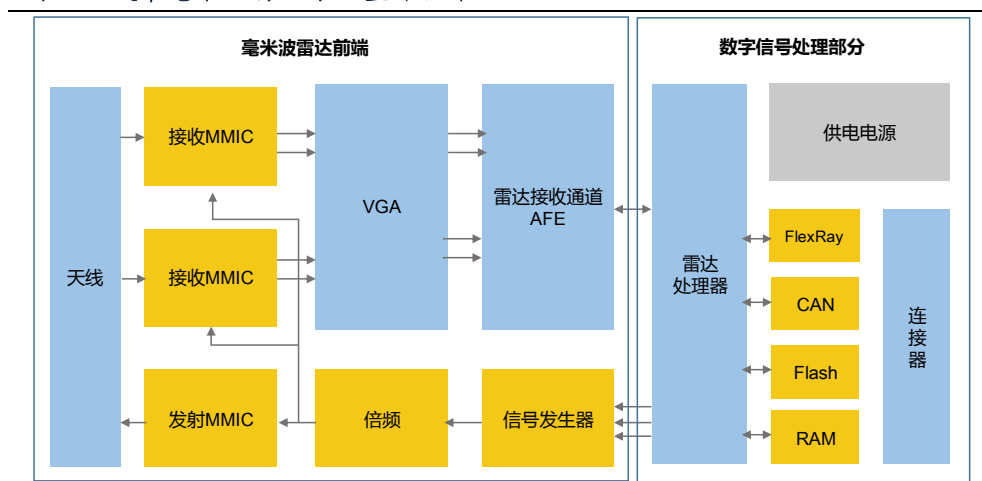 毫米波雷达前端
数字信号处理部分
天线
接收MMIC
接收MMIC
发射MMIC
VGA
倍频
雷达接收通道
AFE
信号发生器
雷达
处理器
供电电源
FlexRay
CAN
Flash
RAM
连
接
器